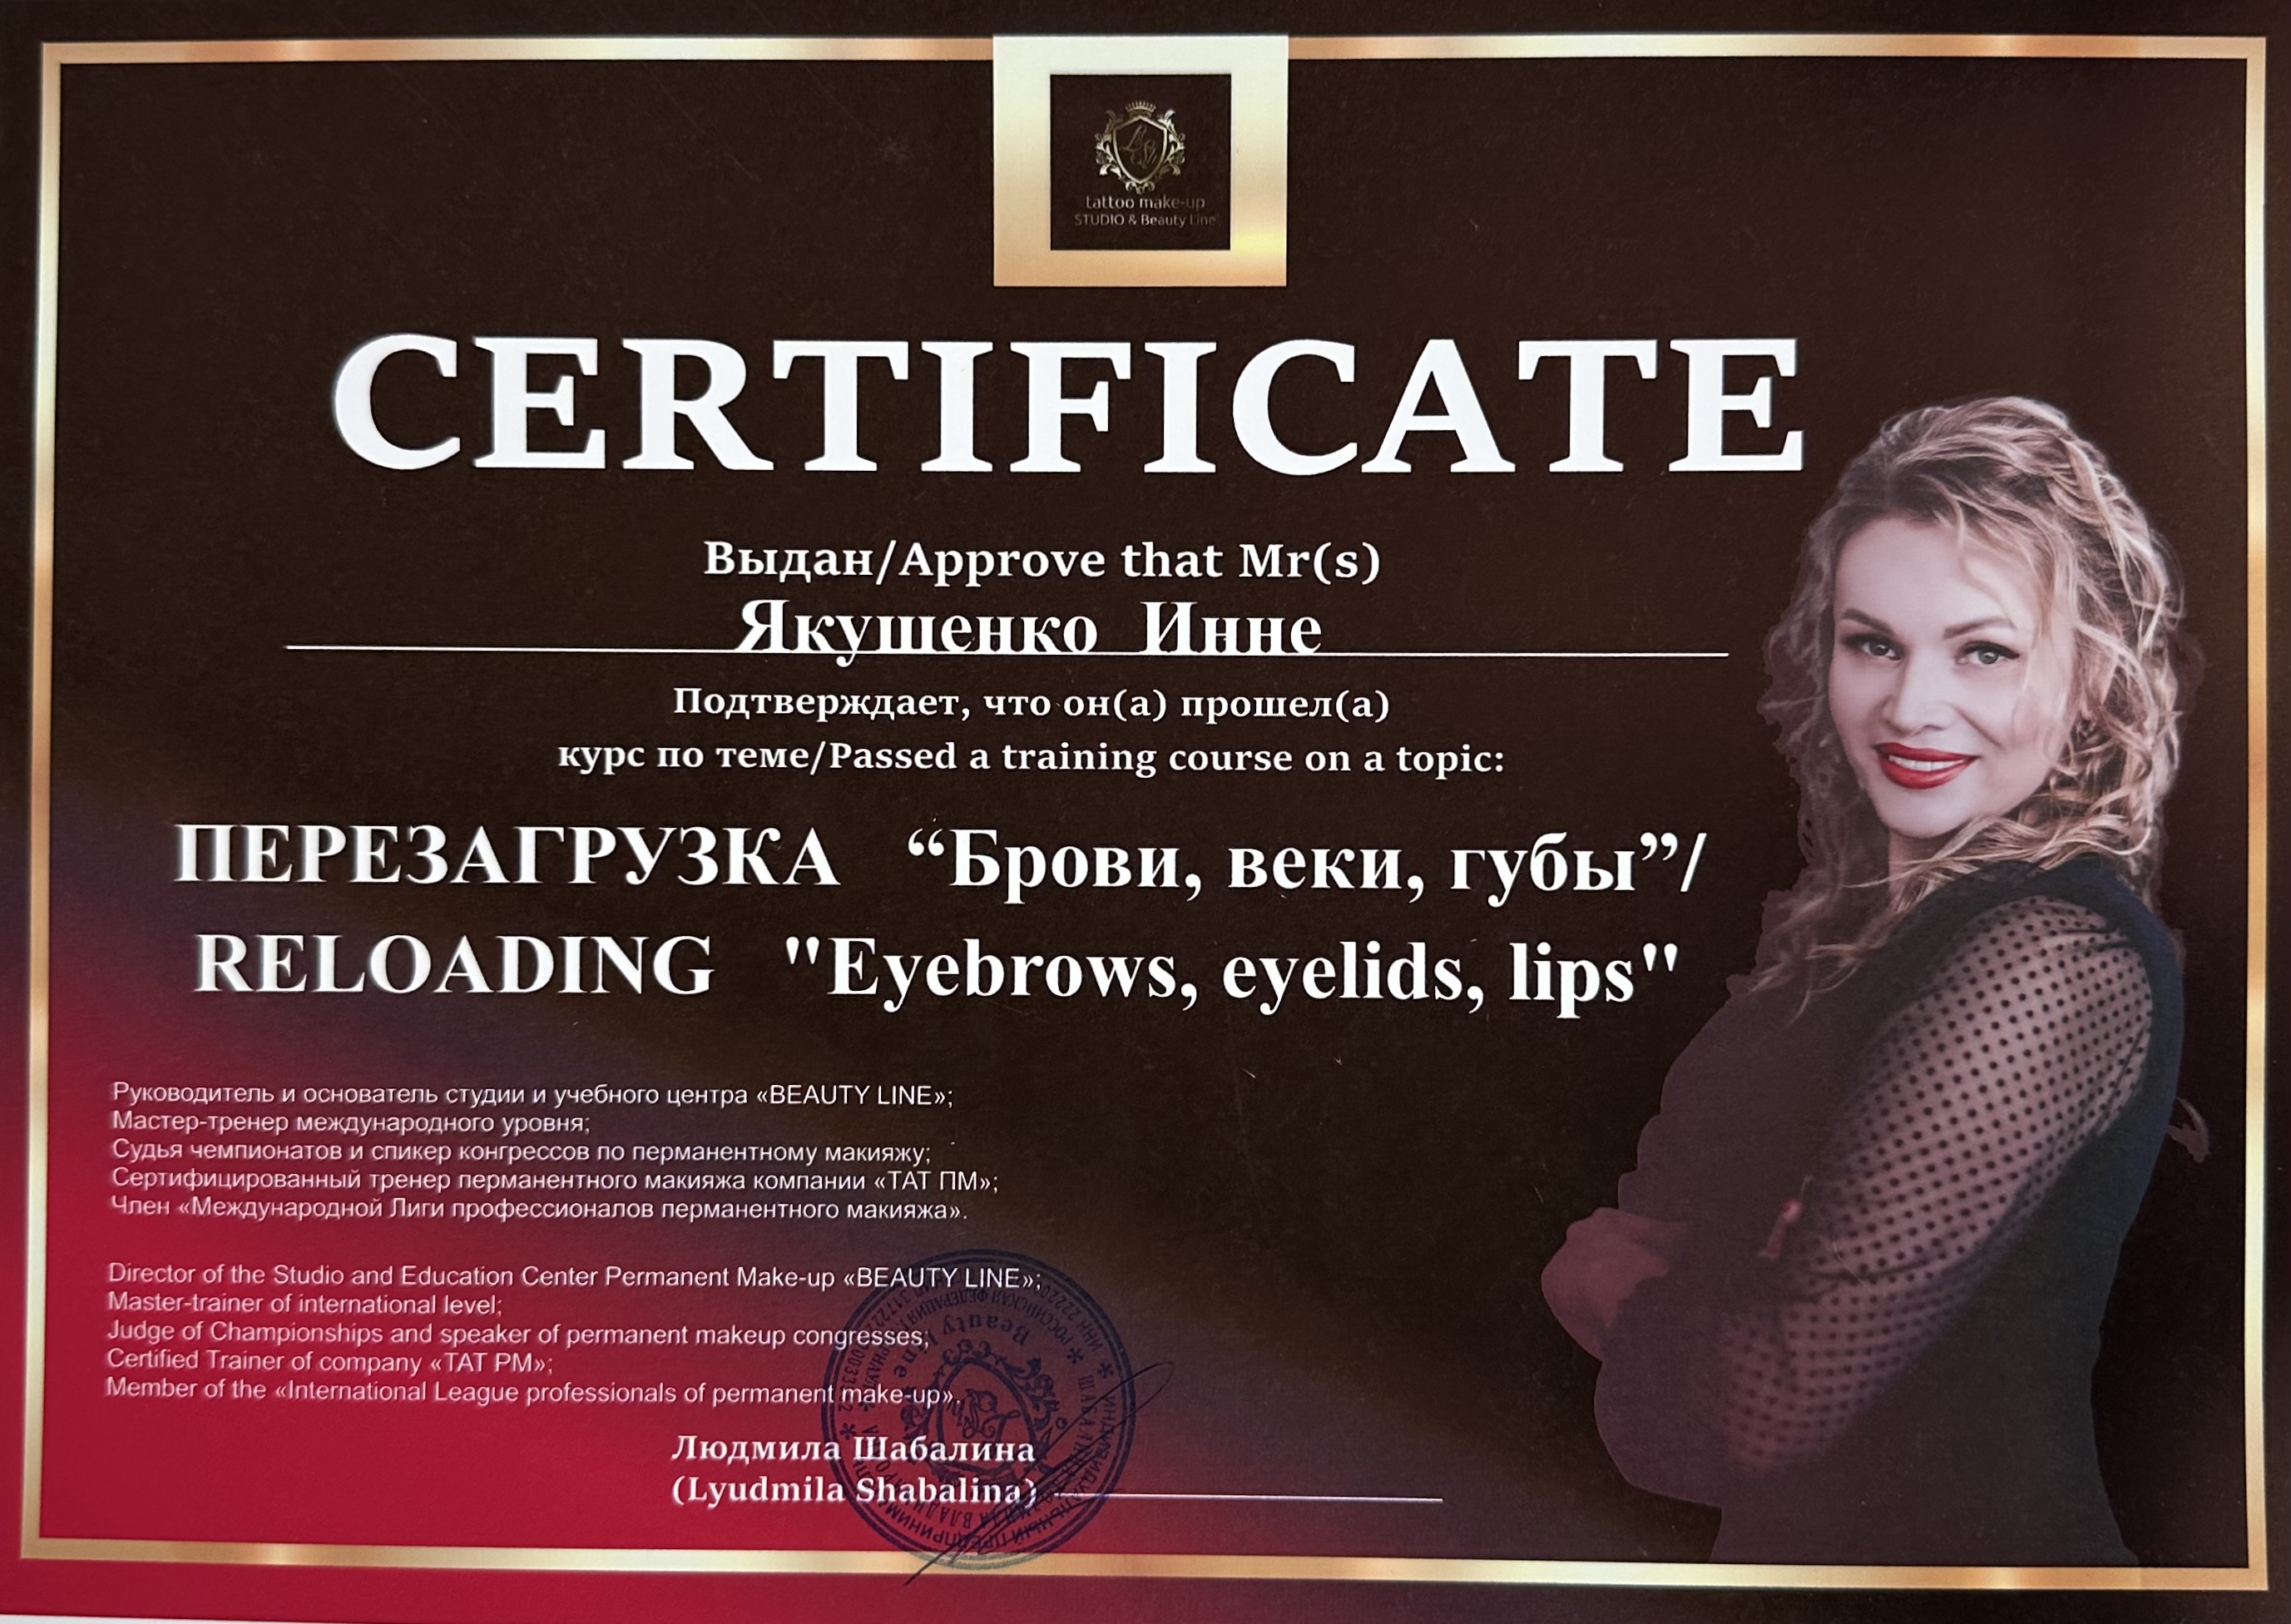 tattoo make-up
STUDIO & Beauty Line
CERTIFICATE
Выдан/Approve that Mr(s)
Якушенко Инне
Подтверждает, что он(а) прошел(а)
курс по теме/Passed a training course on a topic:
ПЕРЕЗАГРУЗКА “Брови, веки, губы”/
RELOADING "Eyebrows, eyelids, lips"
Руководитель и основатель студии и учебного центра «BEAUTY LINE»;
Мастер-тренер международного уровня;
Судья чемпионатов и спикер конгрессов по перманентному макияжу;
Сертифицированный тренер перманентного макияжа компании «ТАТ ПМ»;
Член «Международной Лиги профессионалов перманентного макияжа».
Director of the Studio and Education Center Permanent Make-up «BEAUTY LINE»;
Master-trainer of international level;
Judge of Championships and speaker of permanent makeup congresses;
Certified Trainer of company «TAT PM»;
Member of the «International League professionals of permanent make-up».
Beauty Line
Людмила Шабалина
(Lyudmila Shabalina)